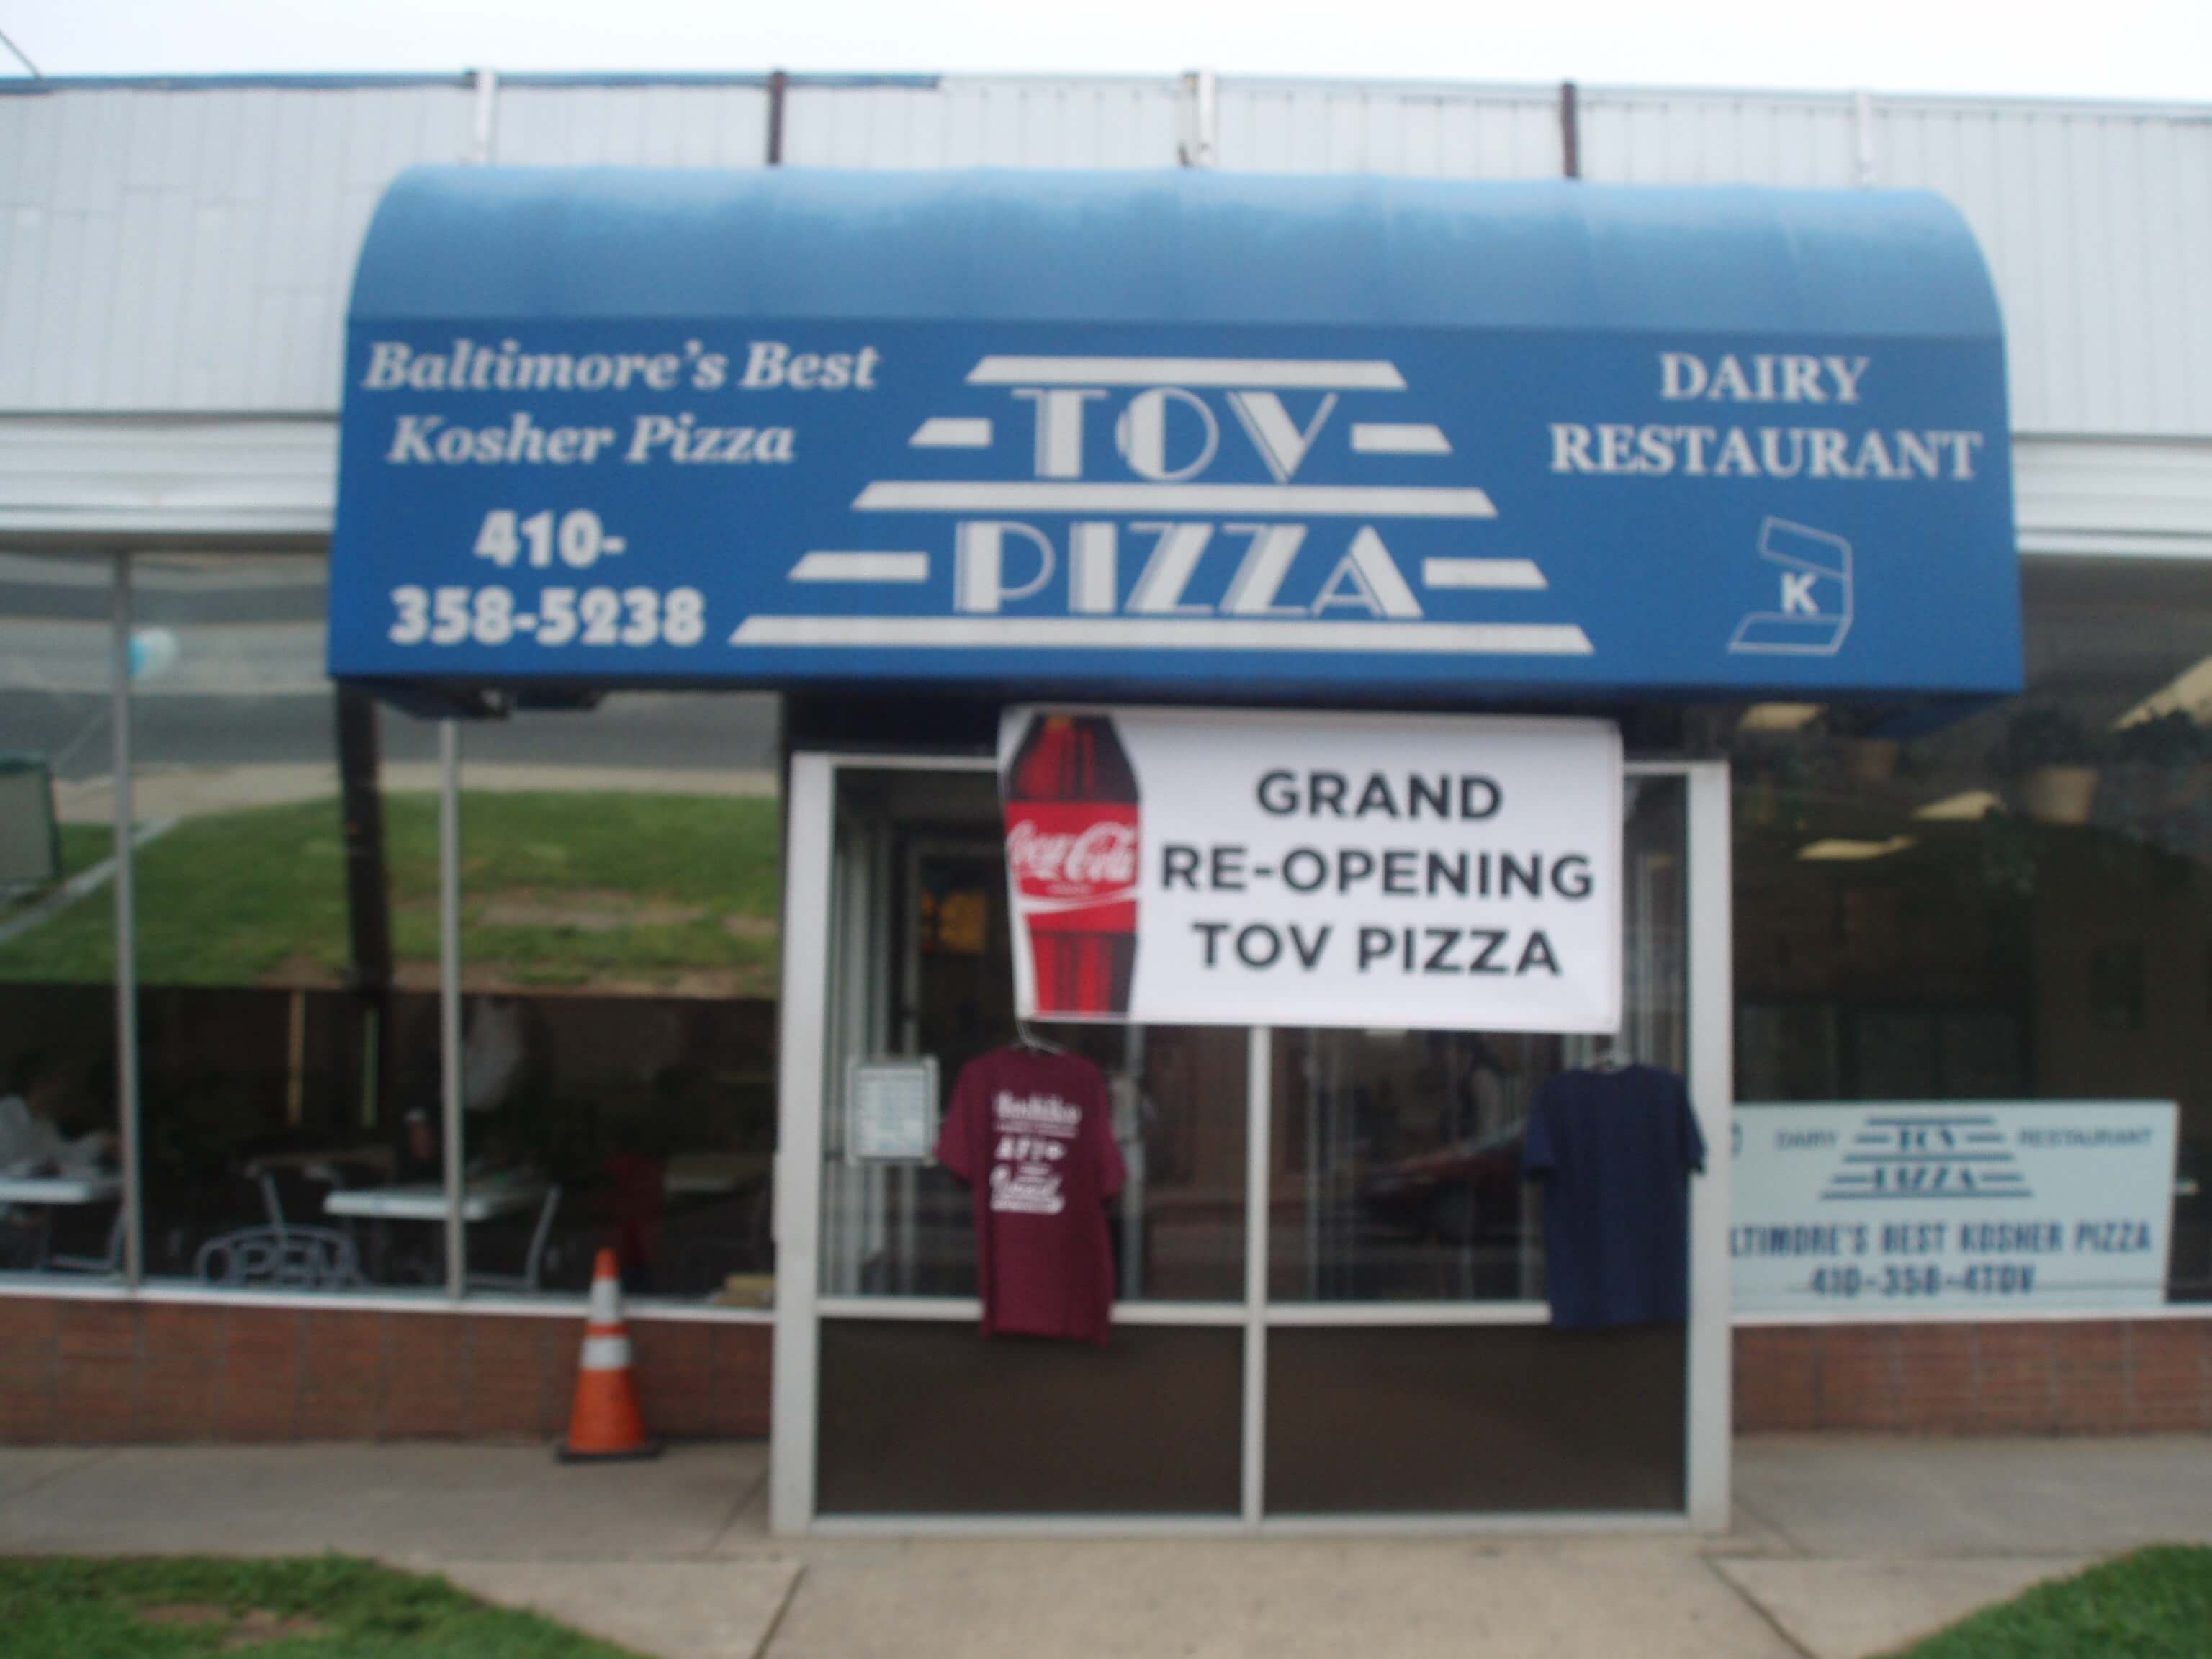 Baltimore's Best
Kosher Pizza
410-
358-5238
TOV
PIZZA
DAIRY
RESTAURANT
K
Coca-Cola
GRAND
RE-OPENING
TOV PIZZA
OPEN
DAIRY TOV RESTAURANT
PIZZA
LTIMORE'S BEST KOSHER PIZZA
410-358-4TOV